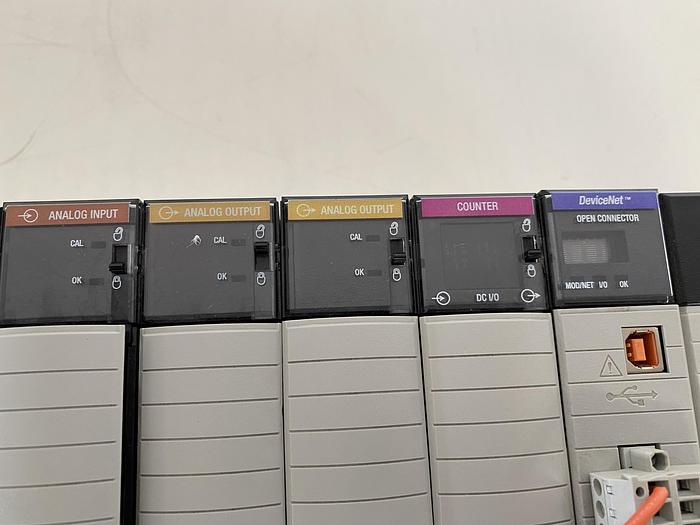 ANALOG INPUT
CAL
OK
ANALOG OUTPUT
CAL
OK
ANALOG OUTPUT
CAL
OK
COUNTER
DC I/O
DeviceNet™
OPEN CONNECTOR
MOD/NET I/O OK